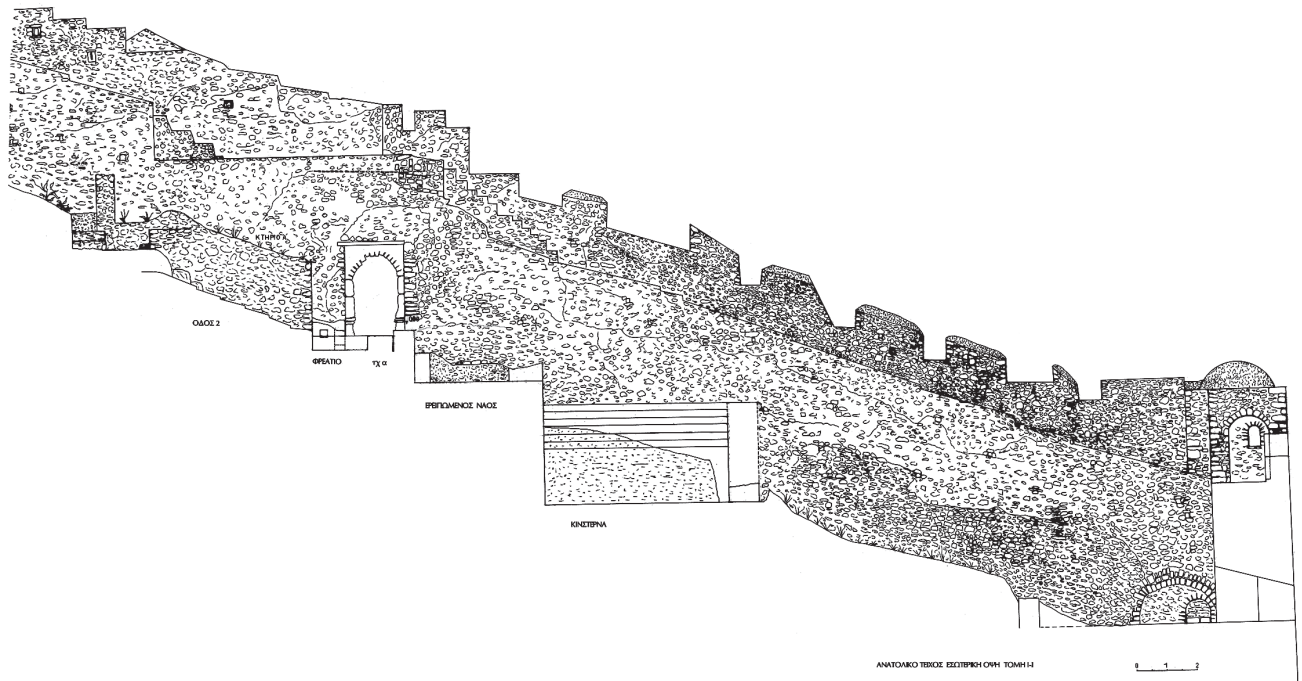 ΚΤΗΡΙΟ Χ
ΟΔΟΣ 2
ΦΡΕΑΤΙΟ
τχ α
ΕΡΕΙΠΩΜΕΝΟΣ ΝΑΟΣ
ΚΙΝΣΤΕΡΝΑ
ΑΝΑΤΟΛΙΚΟ ΤΕΙΧΟΣ ΕΣΩΤΕΡΙΚΗ ΟΨΗ ΤΟΜΗ Ι-Ι
0 1 2